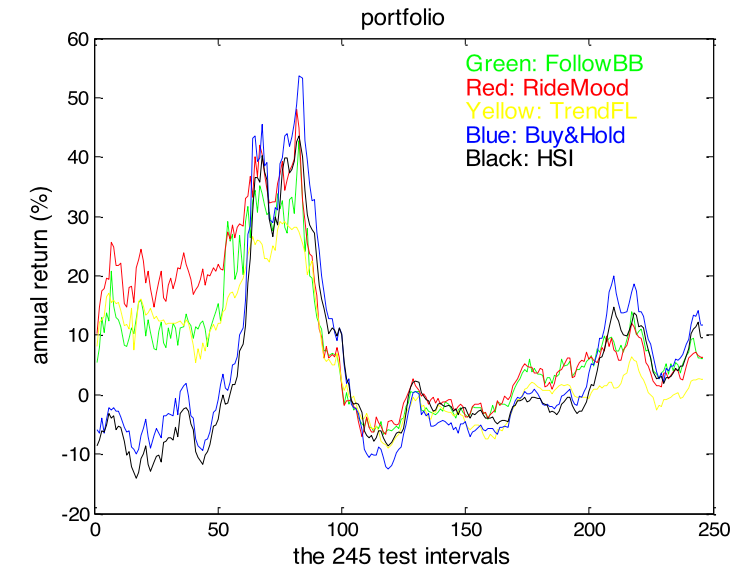 portfolio
60
50
40
30
20
10
0
-10
-20
annual return (%)
Green: FollowBB
Red: RideMood
Yellow: TrendFL
Blue: Buy&Hold
Black: HSI
0 50 100 150 200 250
the 245 test intervals